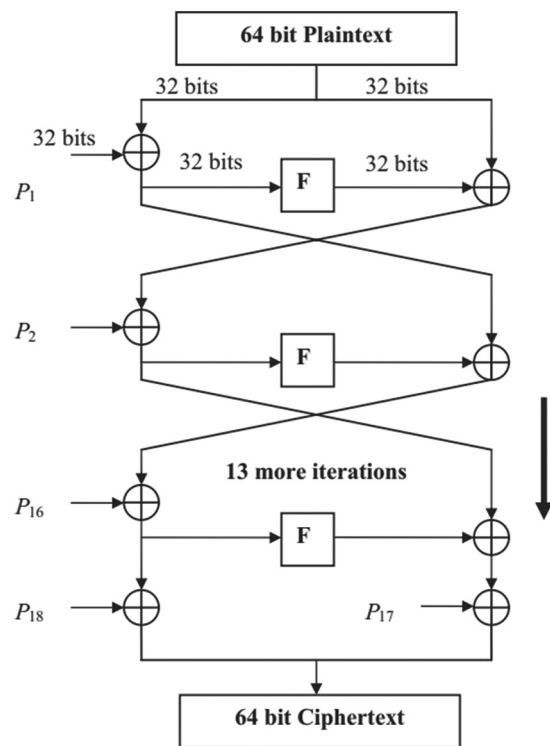 64 bit Plaintext
32 bits 32 bits
32 bits
32 bits 32 bits
F
P1
P2
F
13 more iterations
P16
F
P18 P17
64 bit Ciphertext